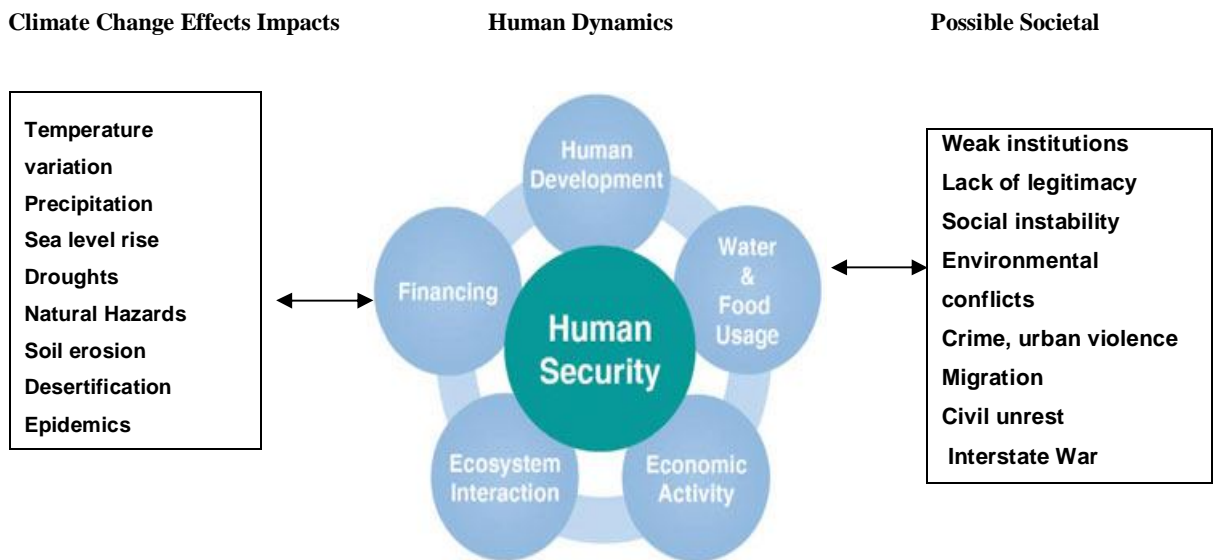 Climate Change Effects Impacts
Human Dynamics
Possible Societal
Temperature
variation
Precipitation
Sea level rise
Droughts
Natural Hazards
Soil erosion
Desertification
Epidemics
Human
Development
Financing
Water
&
Food
Usage
Human
Security
Ecosystem
Interaction
Economic
Activity
Weak institutions
Lack of legitimacy
Social instability
Environmental
conflicts
Crime, urban violence
Migration
Civil unrest
Interstate War